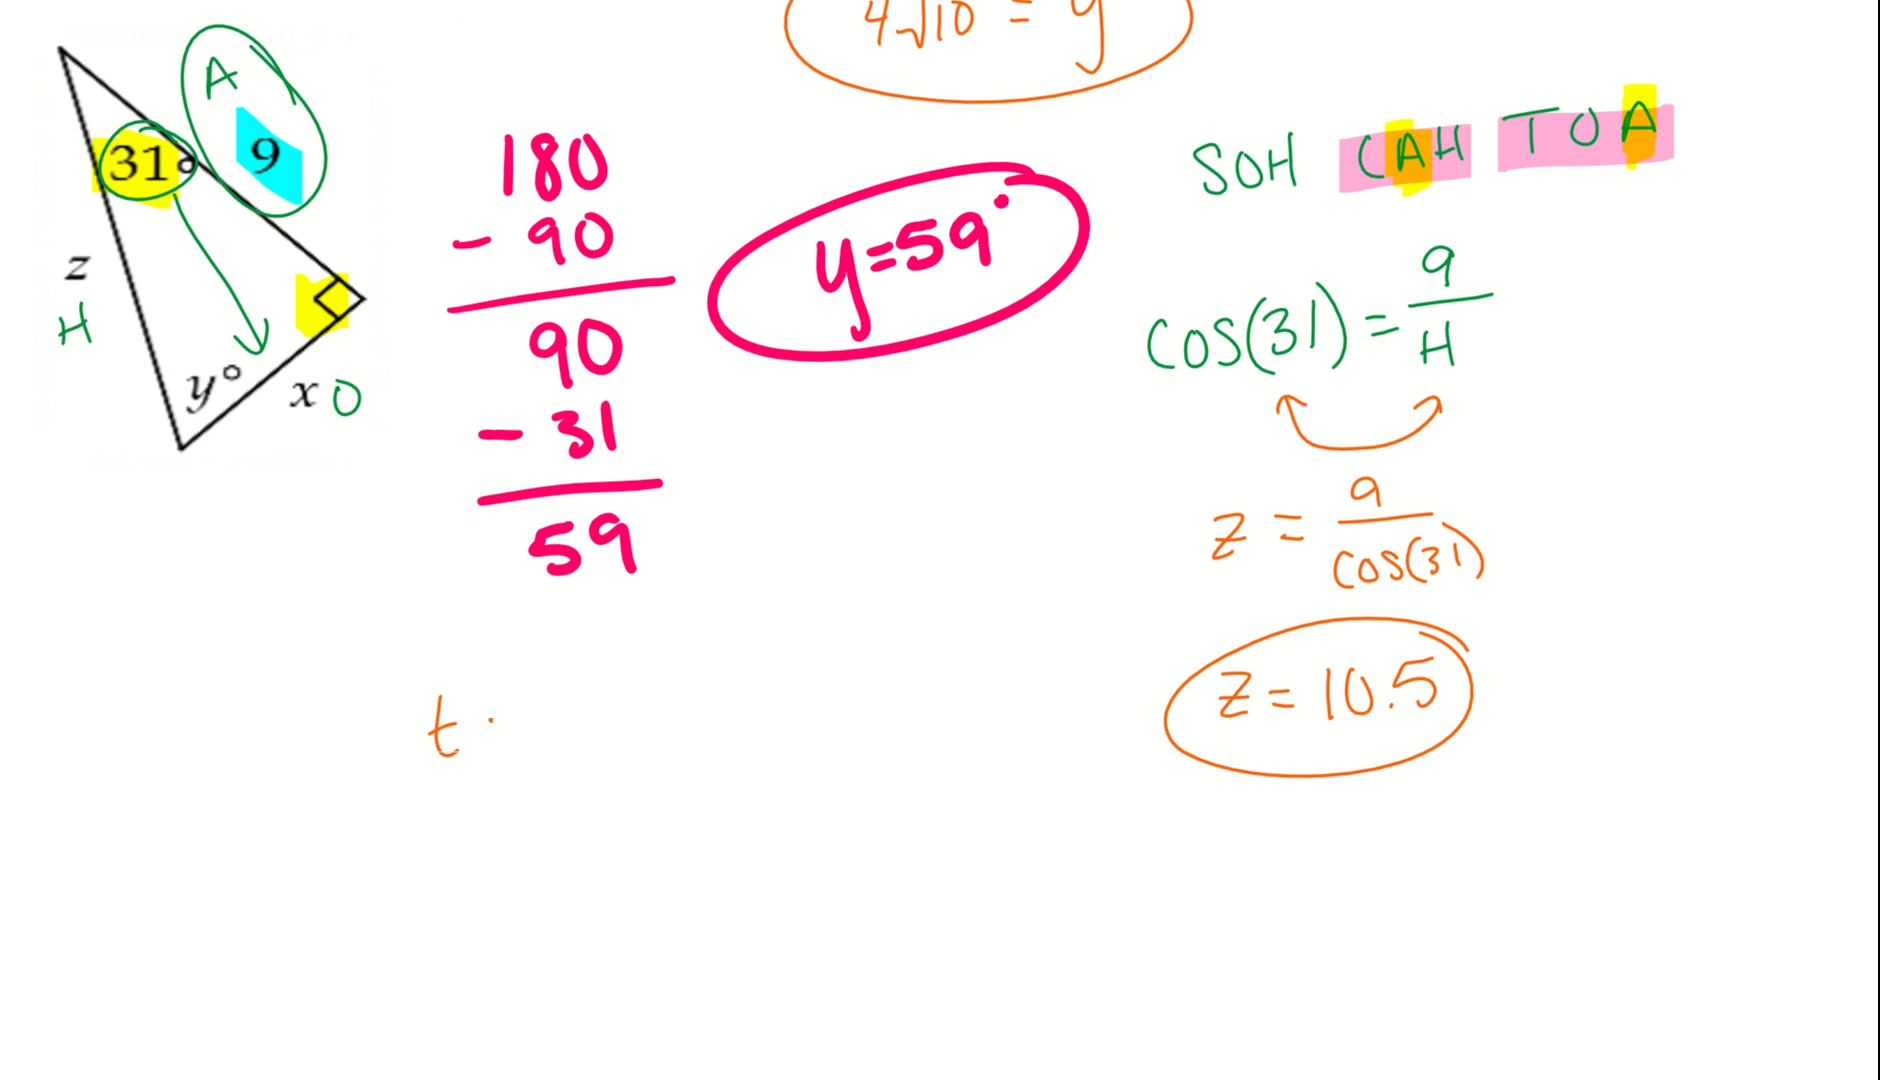 4√10 = y
A
31°
9
z
H
y°
x O
180
- 90
90
- 31
59
y=59°
SOH CAH TOA
cos(31) = 9/H
z = 9/cos(31)
z = 10.5
t